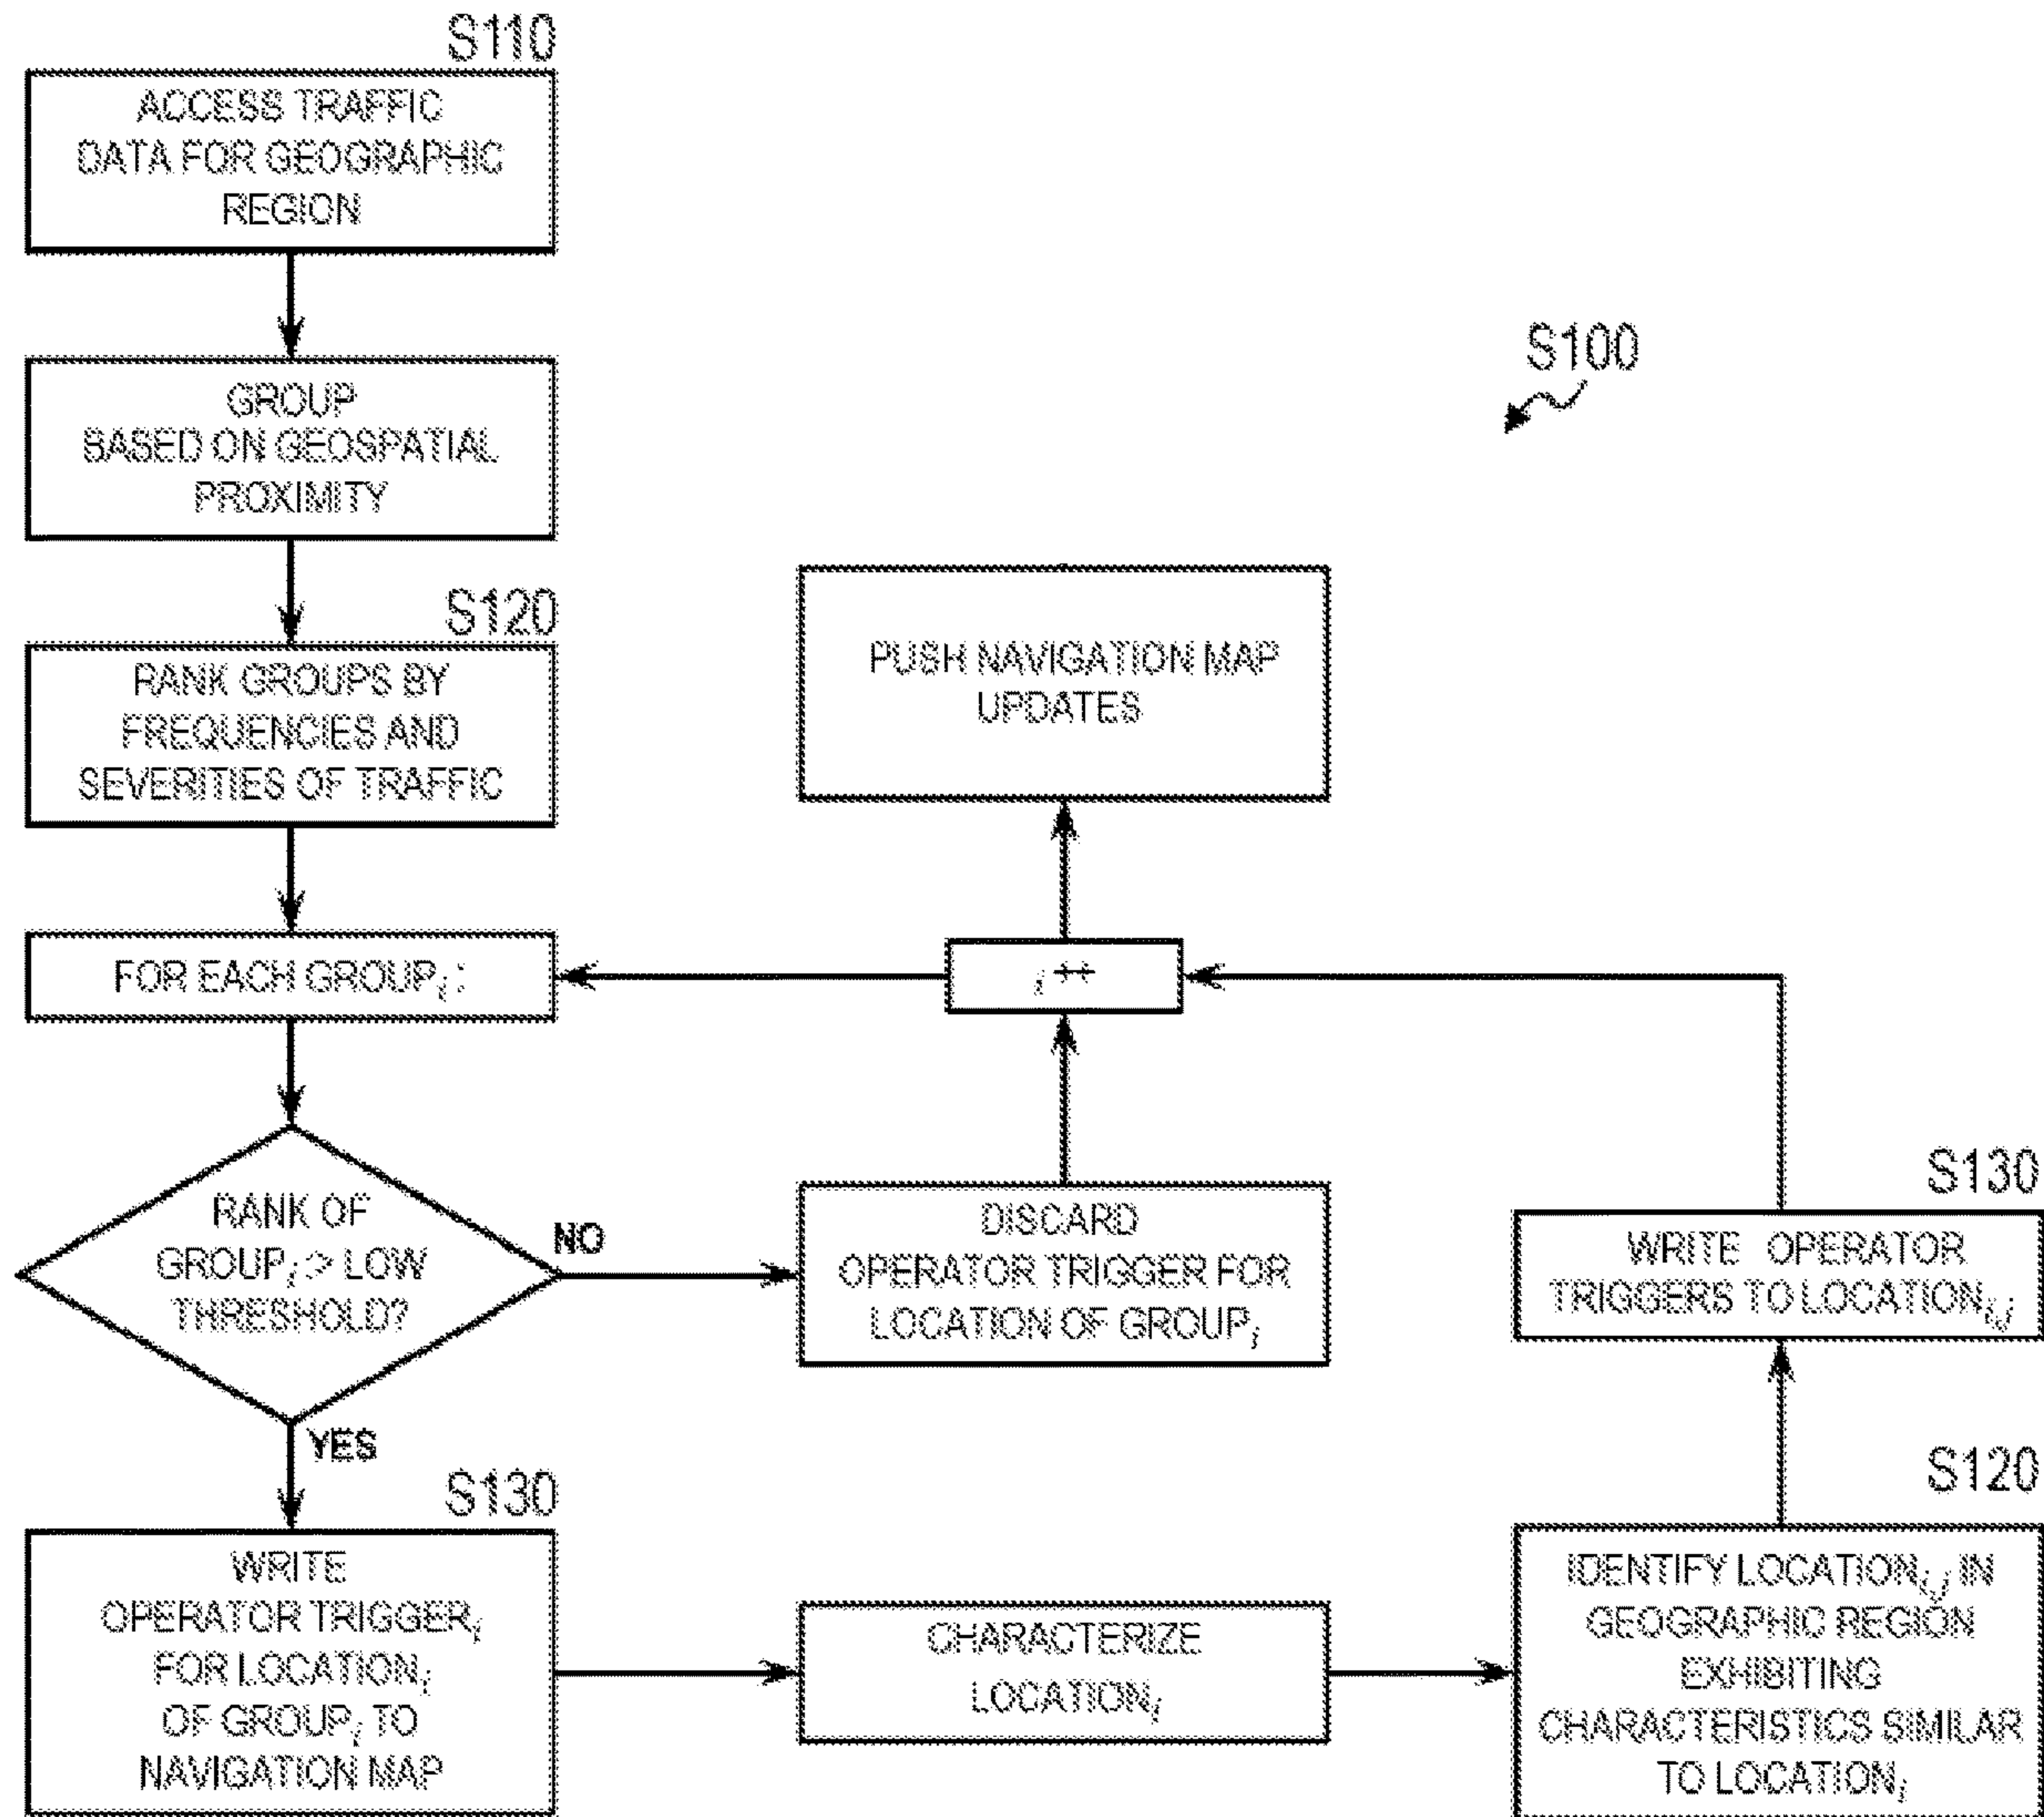 S110
ACCESS TRAFFIC
DATA FOR GEOGRAPHIC
REGION
S100
GROUP
BASED ON GEOSPATIAL
PROXIMITY
S120
RANK GROUPS BY
FREQUENCIES AND
SEVERITIES OF TRAFFIC
PUSH NAVIGATION MAP
UPDATES
FOR EACH GROUPi :
i ++
RANK OF
GROUPi > LOW
THRESHOLD?
NO
YES
DISCARD
OPERATOR TRIGGER FOR
LOCATION OF GROUPi
S130
WRITE OPERATOR
TRIGGERS TO LOCATIONi,j
S130
WRITE
OPERATOR TRIGGERi
FOR LOCATIONi
OF GROUPi TO
NAVIGATION MAP
CHARACTERIZE
LOCATIONi
S120
IDENTIFY LOCATIONi,j IN
GEOGRAPHIC REGION
EXHIBITING
CHARACTERISTICS SIMILAR
TO LOCATIONi